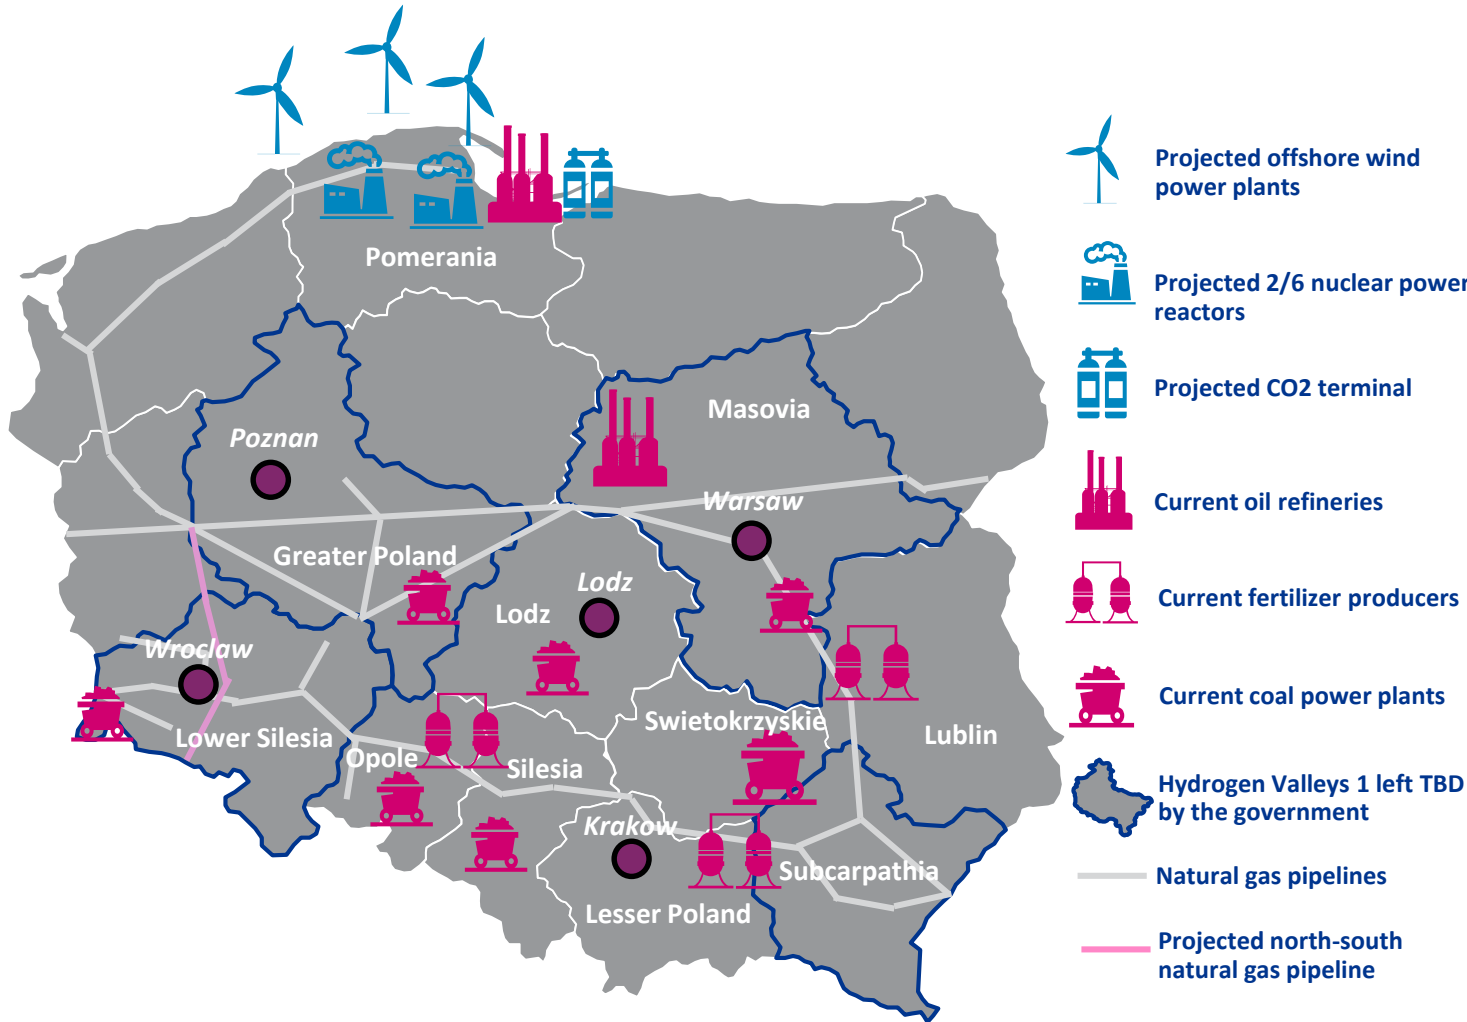 Pomerania
Masovia
Poznan
Warsaw
Greater Poland
Lodz
Lodz
Wroclaw
Swietokrzyskie
Lublin
Lower Silesia
Opole
Silesia
Krakow
Subcarpathia
Lesser Poland
Projected offshore wind
power plants
Projected 2/6 nuclear power
reactors
Projected CO2 terminal
Current oil refineries
Current fertilizer producers
Current coal power plants
Hydrogen Valleys 1 left TBD
by the government
Natural gas pipelines
Projected north-south
natural gas pipeline